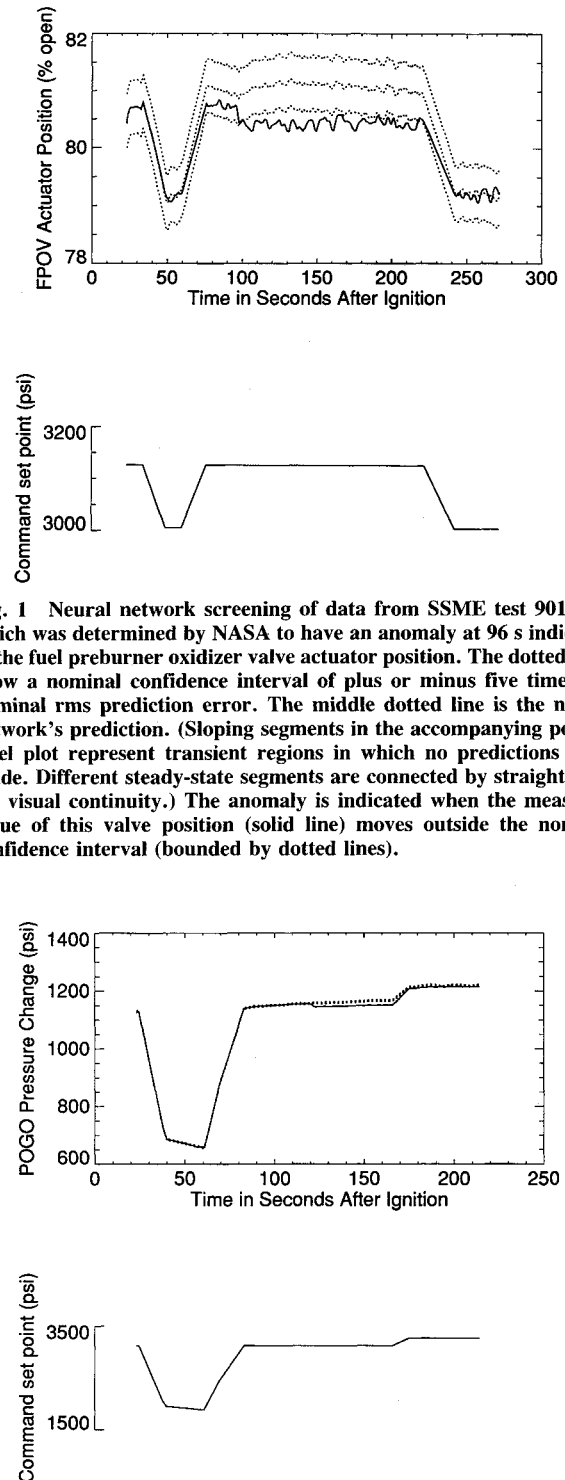 82
80
78
FPOV Actuator Position (% open)
0 50 100 150 200 250 300
Time in Seconds After Ignition
3200
3000
Command set point (psi)
g. 1 Neural network screening of data from SSME test 901
ich was determined by NASA to have an anomaly at 96 s indi
the fuel preburner oxidizer valve actuator position. The dotted
ow a nominal confidence interval of plus or minus five time
minal rms prediction error. The middle dotted line is the n
twork's prediction. (Sloping segments in the accompanying p
el plot represent transient regions in which no predictions
de. Different steady-state segments are connected by straight
visual continuity.) The anomaly is indicated when the meas
ue of this valve position (solid line) moves outside the nor
nfidence interval (bounded by dotted lines).
1400
1200
1000
800
600
POGO Pressure Change (psi)
0 50 100 150 200 250
Time in Seconds After Ignition
3500
1500
Command set point (psi)